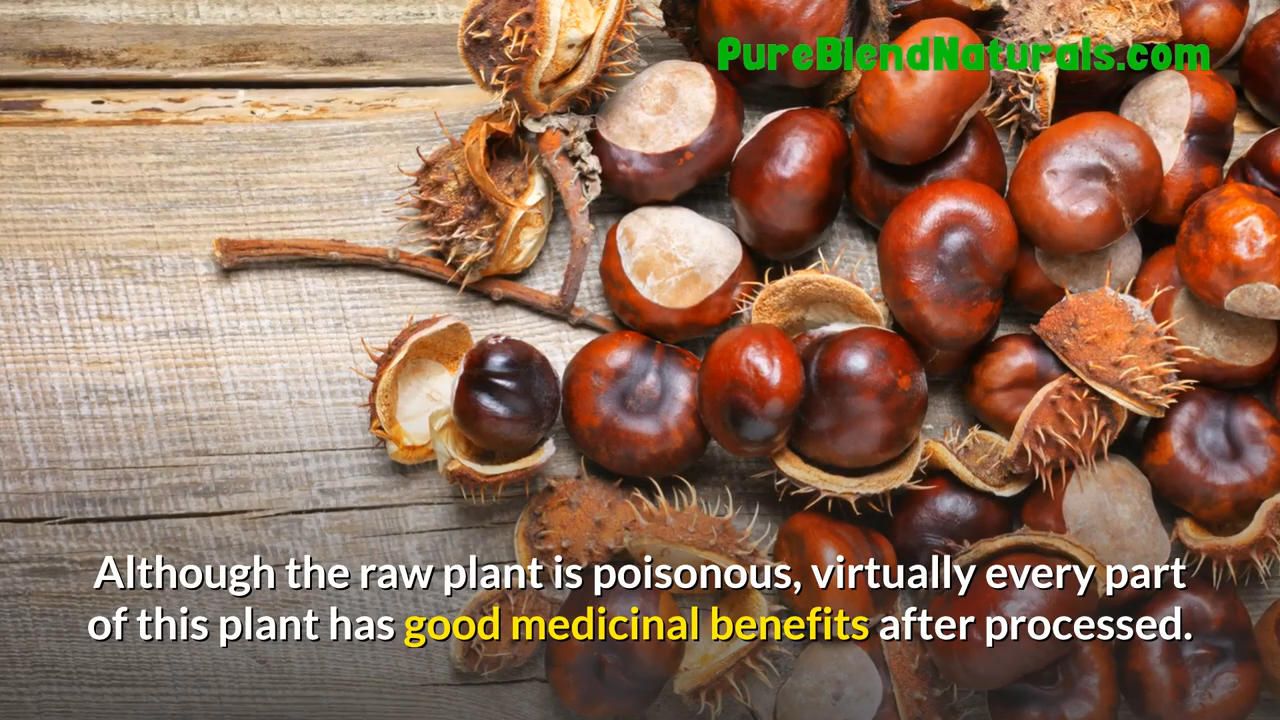 PureBlendNaturals.com
Although the raw plant is poisonous, virtually every part
of this plant has good medicinal benefits after processed.